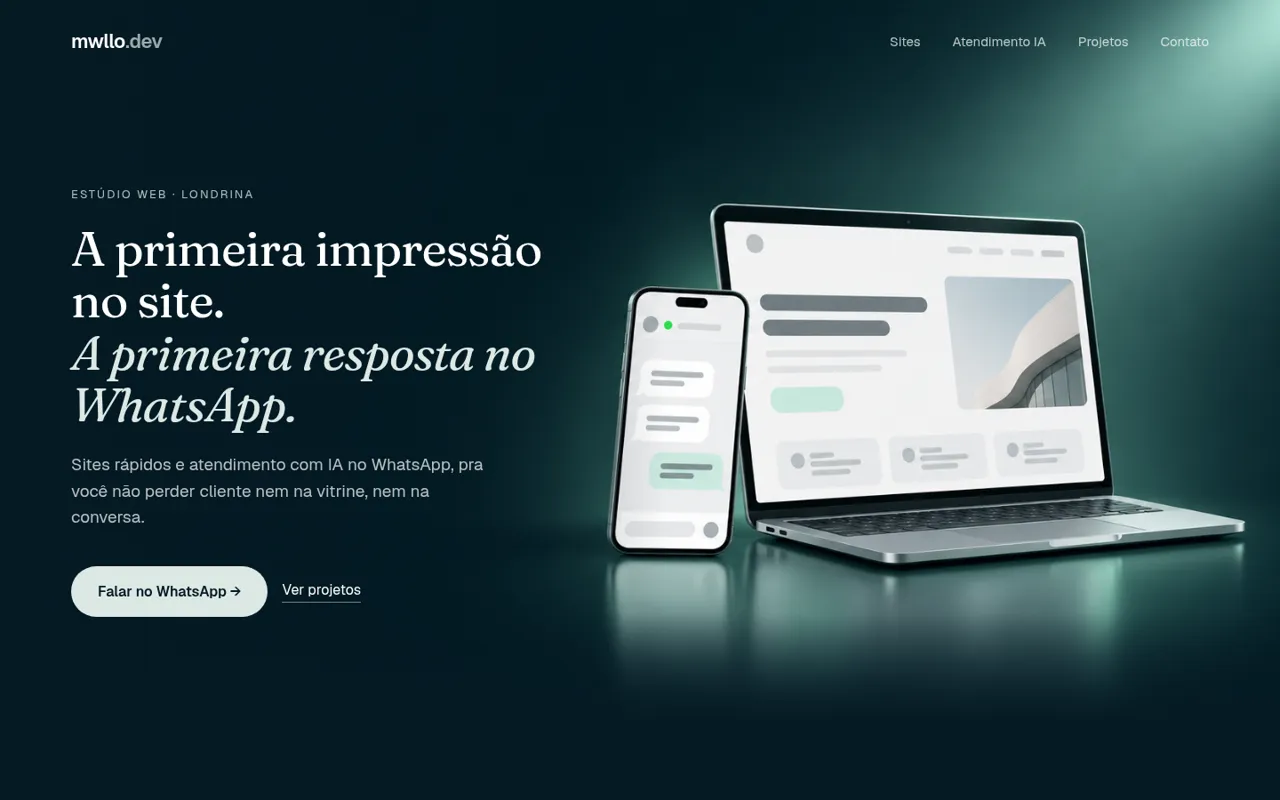 mwllo.dev
Sites
Atendimento IA
Projetos
Contato
ESTÚDIO WEB · LONDRINA
A primeira impressão
no site.
A primeira resposta no
WhatsApp.
Sites rápidos e atendimento com IA no WhatsApp, pra
você não perder cliente nem na vitrine, nem na
conversa.
Falar no WhatsApp →
Ver projetos